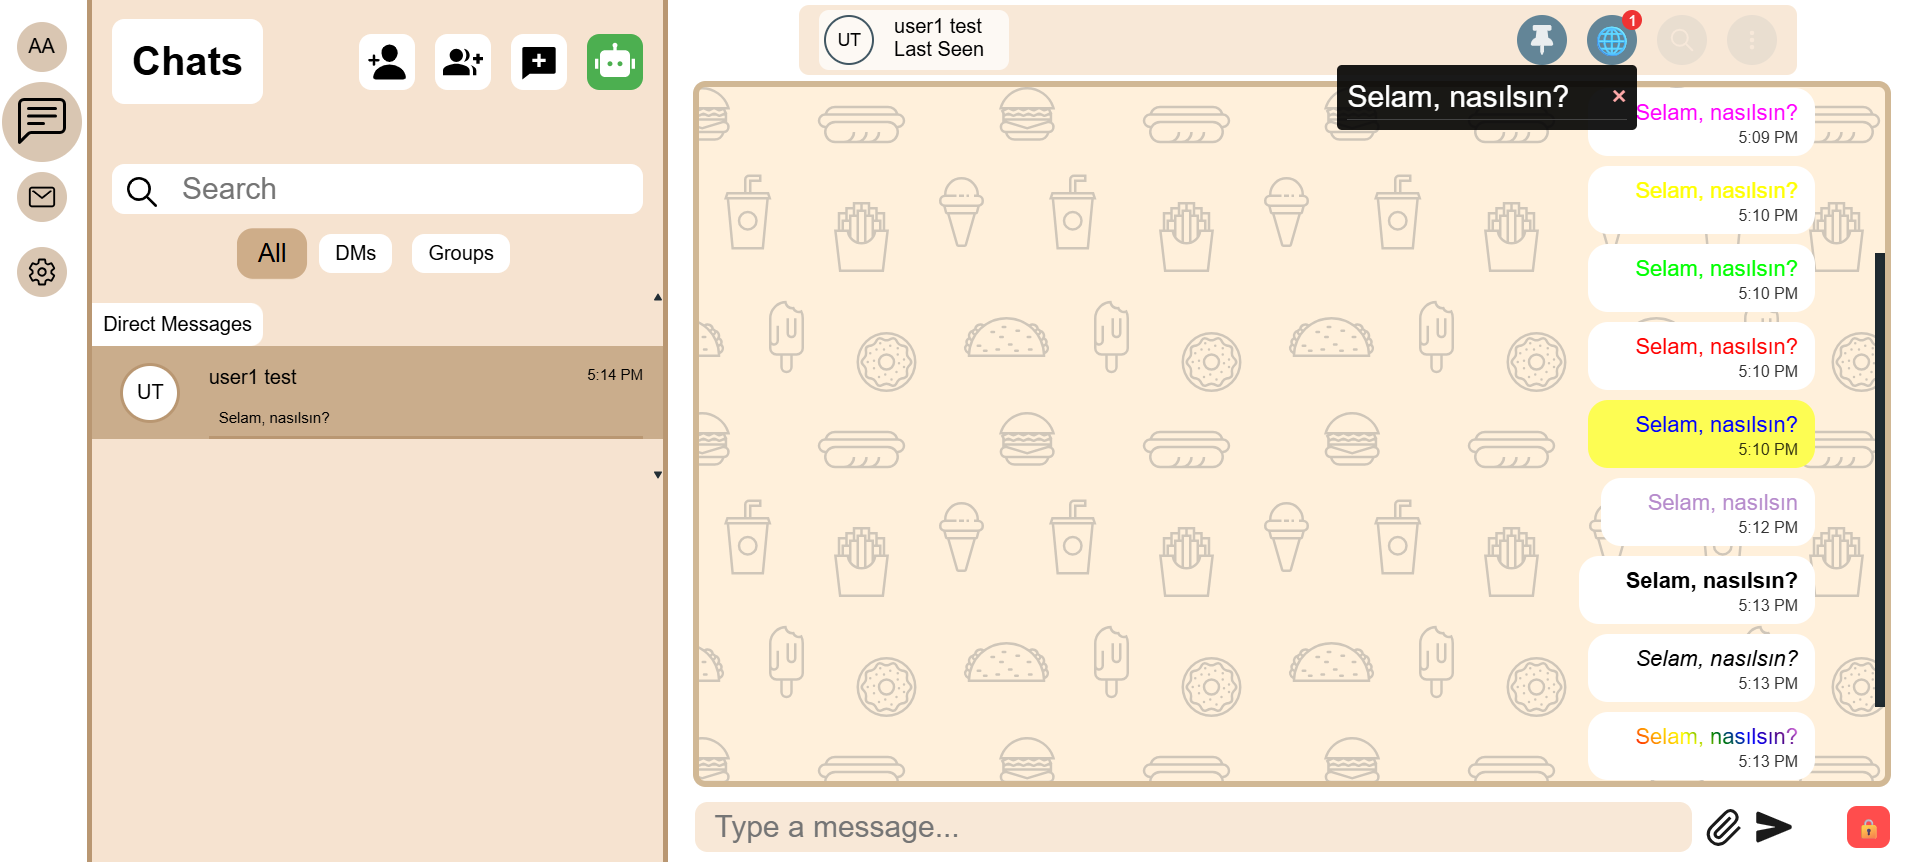 AA
Chats
Search
All
DMs
Groups
Direct Messages
UT
user1 test
5:14 PM
Selam, nasılsın?
UT
user1 test
Last Seen
1
Selam, nasılsın?
×
Selam, nasılsın?
5:09 PM
Selam, nasılsın?
5:10 PM
Selam, nasılsın?
5:10 PM
Selam, nasılsın?
5:10 PM
Selam, nasılsın?
5:10 PM
Selam, nasılsın
5:12 PM
Selam, nasılsın?
5:13 PM
Selam, nasılsın?
5:13 PM
Selam, nasılsın?
5:13 PM
Type a message...